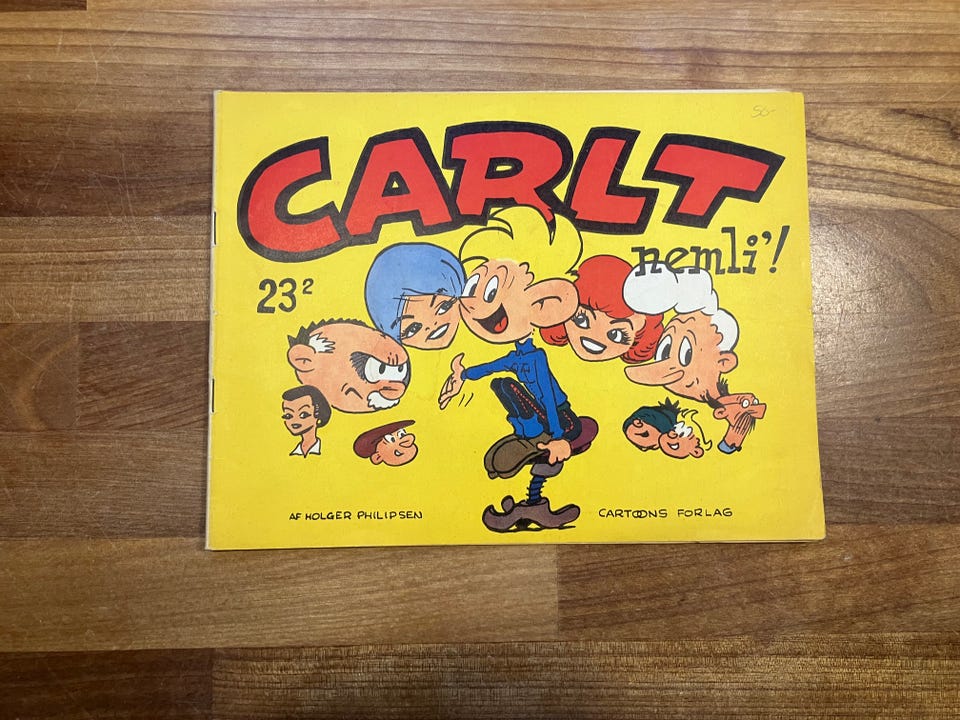 50-
CARLT
nemli'!
23²
AF HOLGER PHILIPSEN
CARTOONS FORLAG